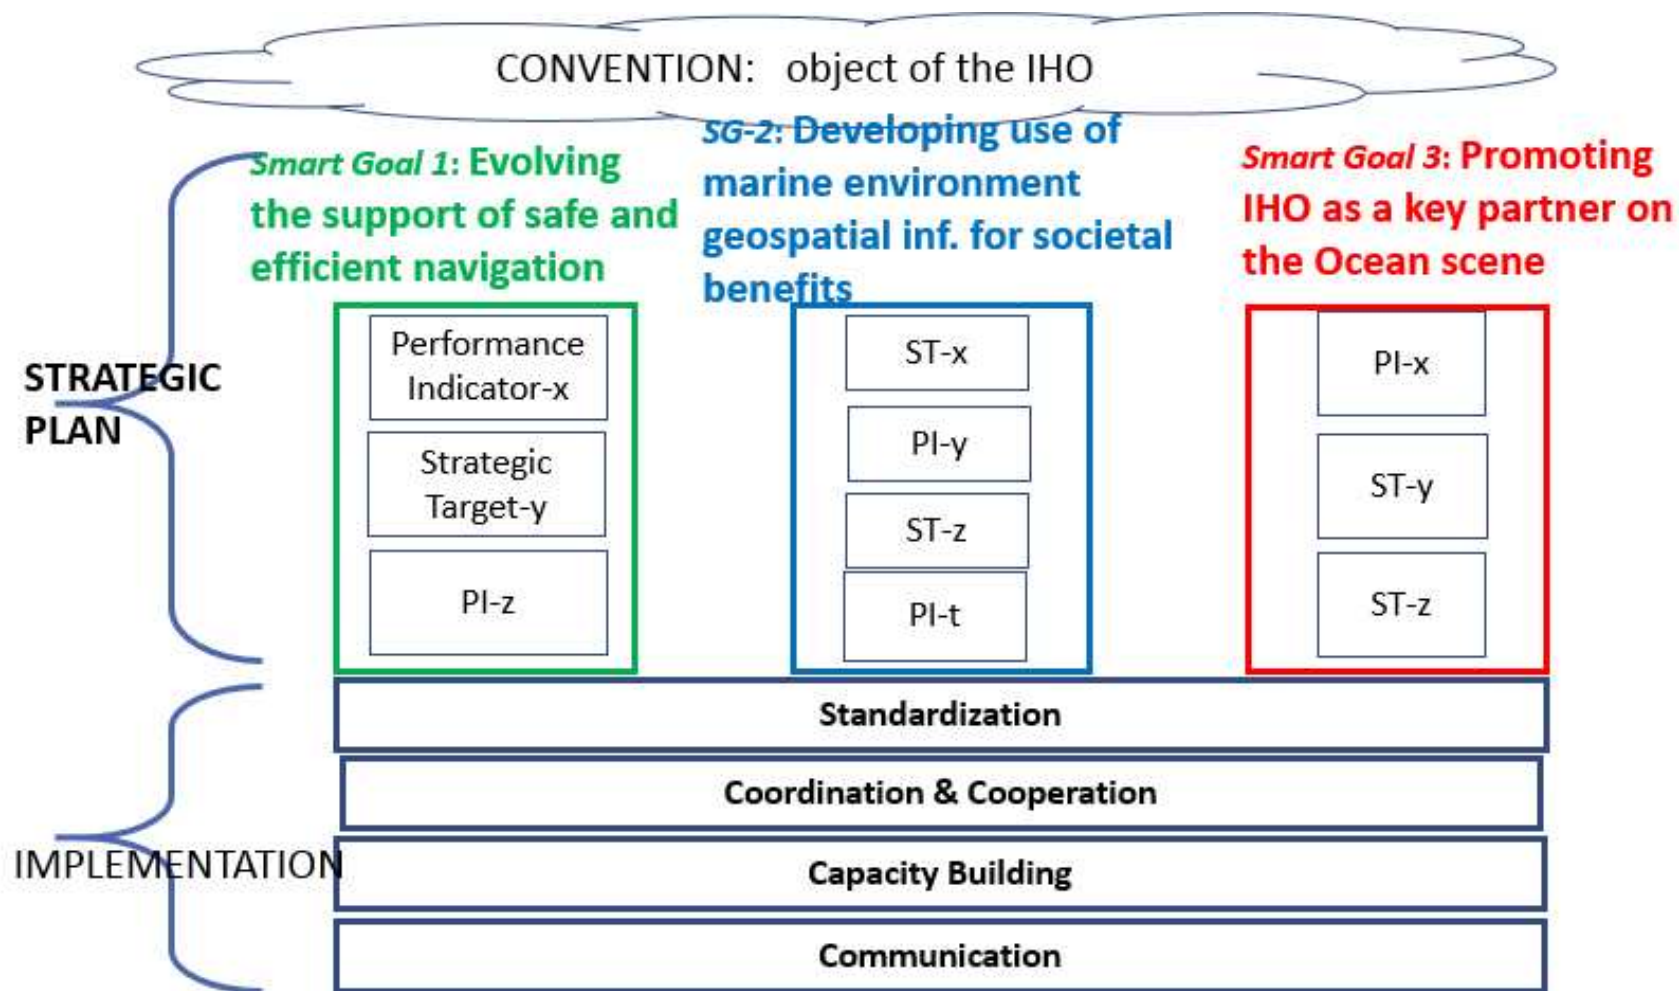 CONVENTION: object of the IHO
Smart Goal 1: Evolving
the support of safe and
efficient navigation
SG-2: Developing use of
marine environment
geospatial inf. for societal
benefits
Smart Goal 3: Promoting
IHO as a key partner on
the Ocean scene
STRATEGIC
PLAN
Performance
Indicator-x
Strategic
Target-y
PI-z
ST-x
PI-y
ST-z
PI-t
PI-x
ST-y
ST-z
IMPLEMENTATION
Standardization
Coordination & Cooperation
Capacity Building
Communication